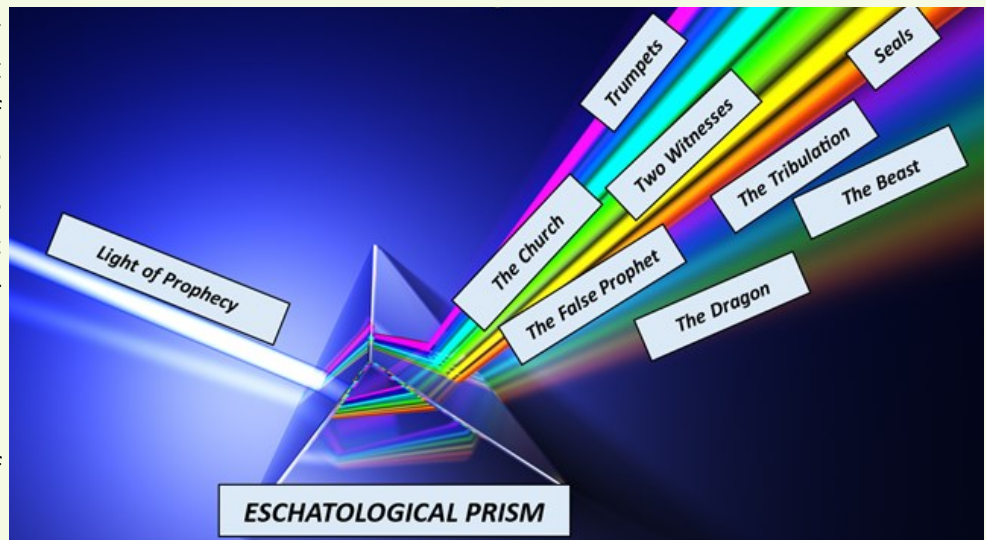 Light of Prophecy
Trumpets
Seals
Two Witnesses
The Tribulation
The Beast
The Church
The False Prophet
The Dragon
ESCHATOLOGICAL PRISM